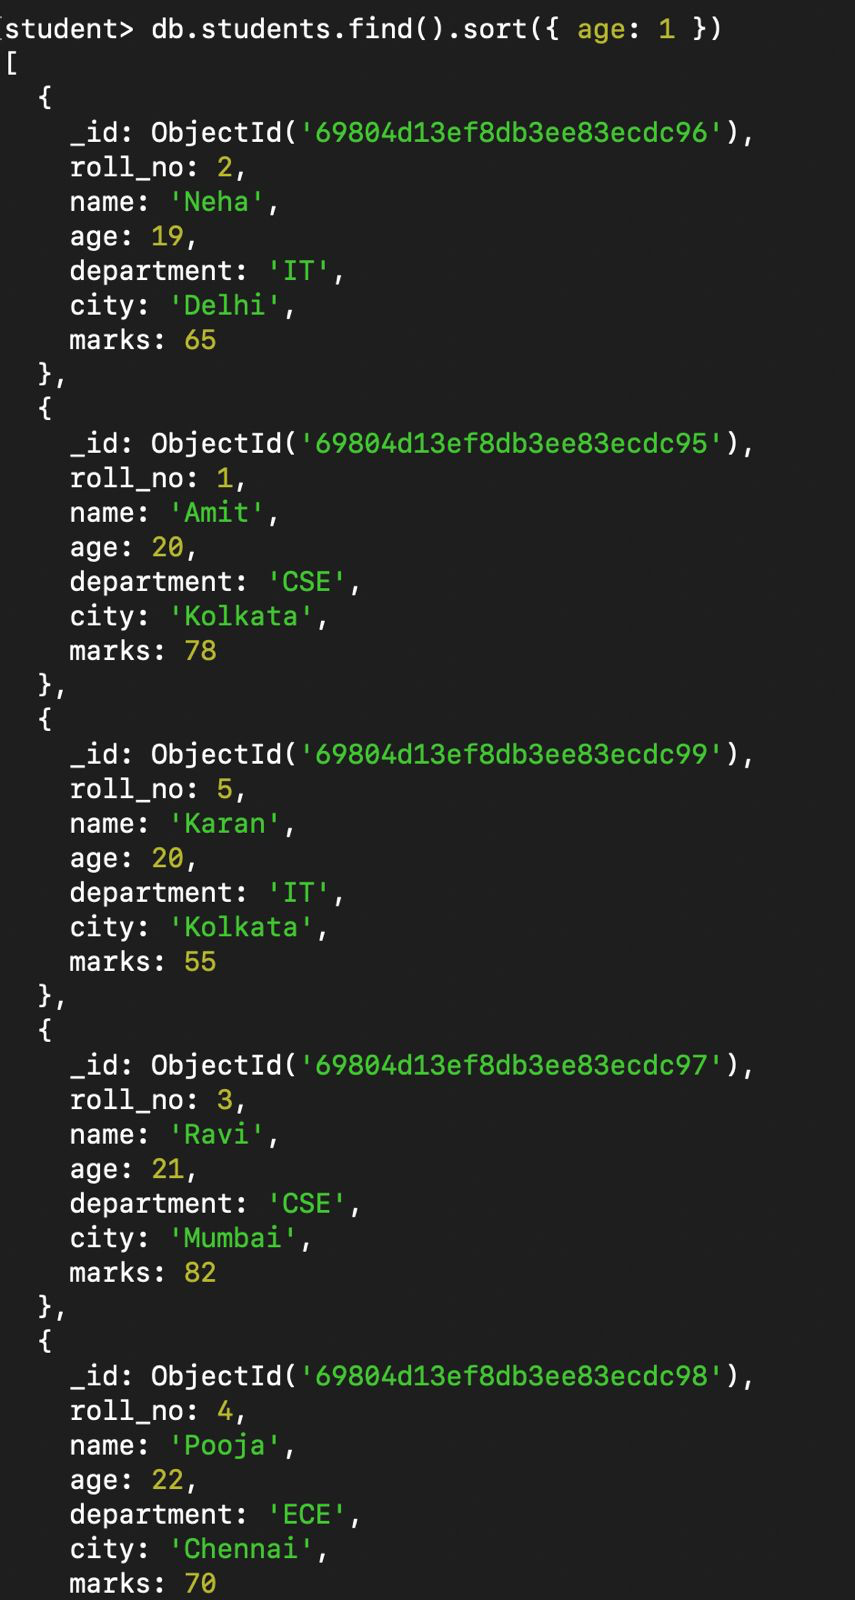 student> db.students.find().sort({ age: 1 })
[
  {
    _id: ObjectId('69804d13ef8db3ee83ecdc96'),
    roll_no: 2,
    name: 'Neha',
    age: 19,
    department: 'IT',
    city: 'Delhi',
    marks: 65
  },
  {
    _id: ObjectId('69804d13ef8db3ee83ecdc95'),
    roll_no: 1,
    name: 'Amit',
    age: 20,
    department: 'CSE',
    city: 'Kolkata',
    marks: 78
  },
  {
    _id: ObjectId('69804d13ef8db3ee83ecdc99'),
    roll_no: 5,
    name: 'Karan',
    age: 20,
    department: 'IT',
    city: 'Kolkata',
    marks: 55
  },
  {
    _id: ObjectId('69804d13ef8db3ee83ecdc97'),
    roll_no: 3,
    name: 'Ravi',
    age: 21,
    department: 'CSE',
    city: 'Mumbai',
    marks: 82
  },
  {
    _id: ObjectId('69804d13ef8db3ee83ecdc98'),
    roll_no: 4,
    name: 'Pooja',
    age: 22,
    department: 'ECE',
    city: 'Chennai',
    marks: 70